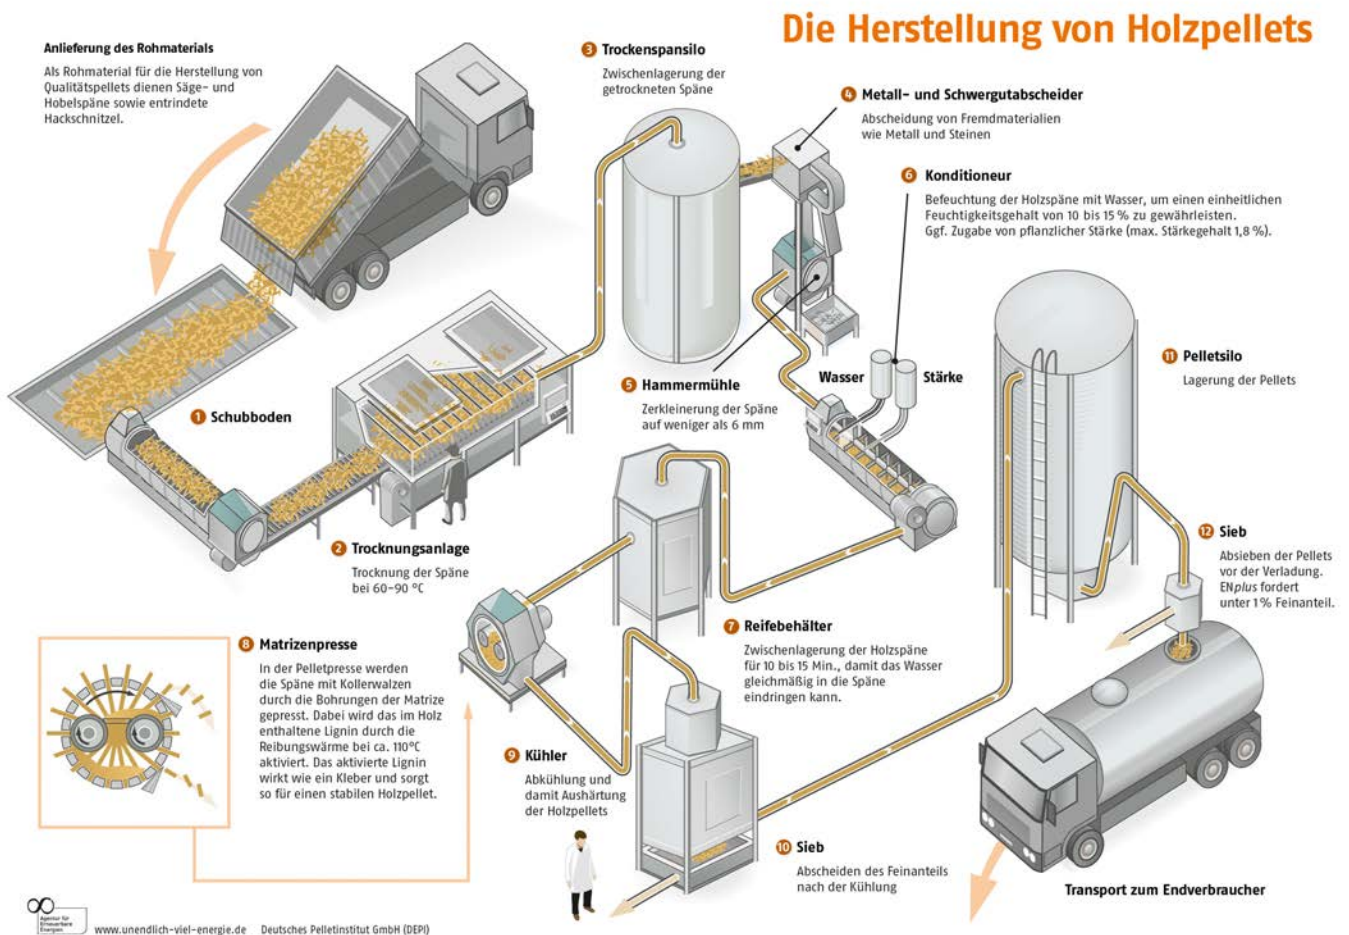 Die Herstellung von Holzpellets
Anlieferung des Rohmaterials
Als Rohmaterial für die Herstellung von
Qualitätspellets dienen Säge- und
Hobelspäne sowie entrindete
Hackschnitzel.
1 Schubboden
2 Trocknungsanlage
Trocknung der Späne
bei 60-90 °C
3 Trockenspansilo
Zwischenlagerung der
getrockneten Späne
4 Metall- und Schwergutabscheider
Abscheidung von Fremdmaterialien
wie Metall und Steinen
5 Hammermühle
Zerkleinerung der Späne
auf weniger als 6 mm
6 Konditioneur
Befeuchtung der Holzspäne mit Wasser, um einen einheitlichen
Feuchtigkeitsgehalt von 10 bis 15 % zu gewährleisten.
Ggf. Zugabe von pflanzlicher Stärke (max. Stärkegehalt 1,8 %).
Wasser
Stärke
7 Reifebehälter
Zwischenlagerung der Holzspäne
für 10 bis 15 Min., damit das Wasser
gleichmäßig in die Späne
eindringen kann.
8 Matrizenpresse
In der Pelletpresse werden
die Späne mit Kollerwalzen
durch die Bohrungen der Matrize
gepresst. Dabei wird das im Holz
enthaltene Lignin durch die
Reibungswärme bei ca. 110°C
aktiviert. Das aktivierte Lignin
wirkt wie ein Kleber und sorgt
so für einen stabilen Holzpellet.
9 Kühler
Abkühlung und
damit Aushärtung
der Holzpellets
10 Sieb
Abscheiden des Feinanteils
nach der Kühlung
11 Pelletsilo
Lagerung der Pellets
12 Sieb
Absieben der Pellets
vor der Verladung.
ENplus fordert
unter 1 % Feinanteil.
Transport zum Endverbraucher
Agentur für
Erneuerbare
Energien
www.unendlich-viel-energie.de Deutsches Pelletinstitut GmbH (DEPI)